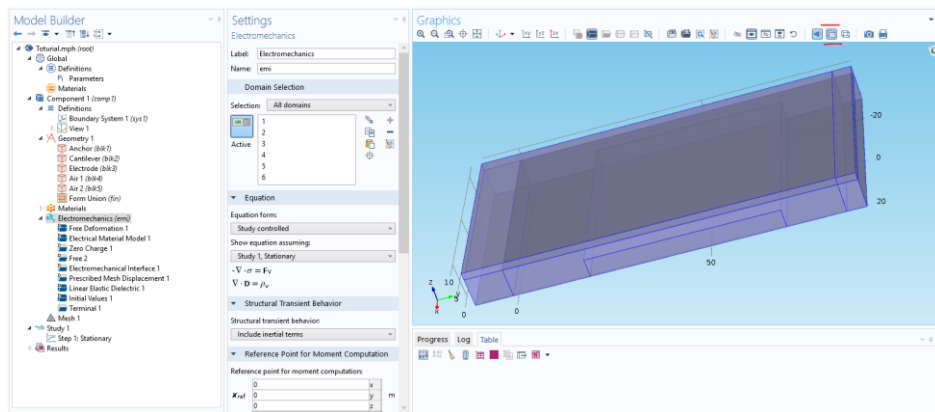 Model Builder
Toturial.mph (root)
Global
Definitions
Pi Parameters
Materials
Component 1 (comp1)
Definitions
Boundary System 1 (sys1)
View 1
Geometry 1
Anchor (blk1)
Cantilever (blk2)
Electrode (blk3)
Air 1 (blk4)
Air 2 (blk5)
Form Union (fin)
Materials
Electromechanics (emi)
Free Deformation 1
Electrical Material Model 1
Zero Charge 1
Free 2
Electromechanical Interface 1
Prescribed Mesh Displacement 1
Linear Elastic Dielectric 1
Initial Values 1
Terminal 1
Mesh 1
Study 1
Step 1: Stationary
Results
Settings
Electromechanics
Label: Electromechanics
Name: emi
Domain Selection
Selection: All domains
Active
1
2
3
4
5
6
Equation
Equation form:
Study controlled
Show equation assuming:
Study 1, Stationary
-∇ · σ = Fv
∇ · D = ρv
Structural Transient Behavior
Structural transient behavior:
Include inertial terms
Reference Point for Moment Computation
Reference point for moment computation:
xref
0 x
0 y
0 z
m
Graphics
-20
0
20
50
10
5
0
0
z
y
x
Progress Log Table